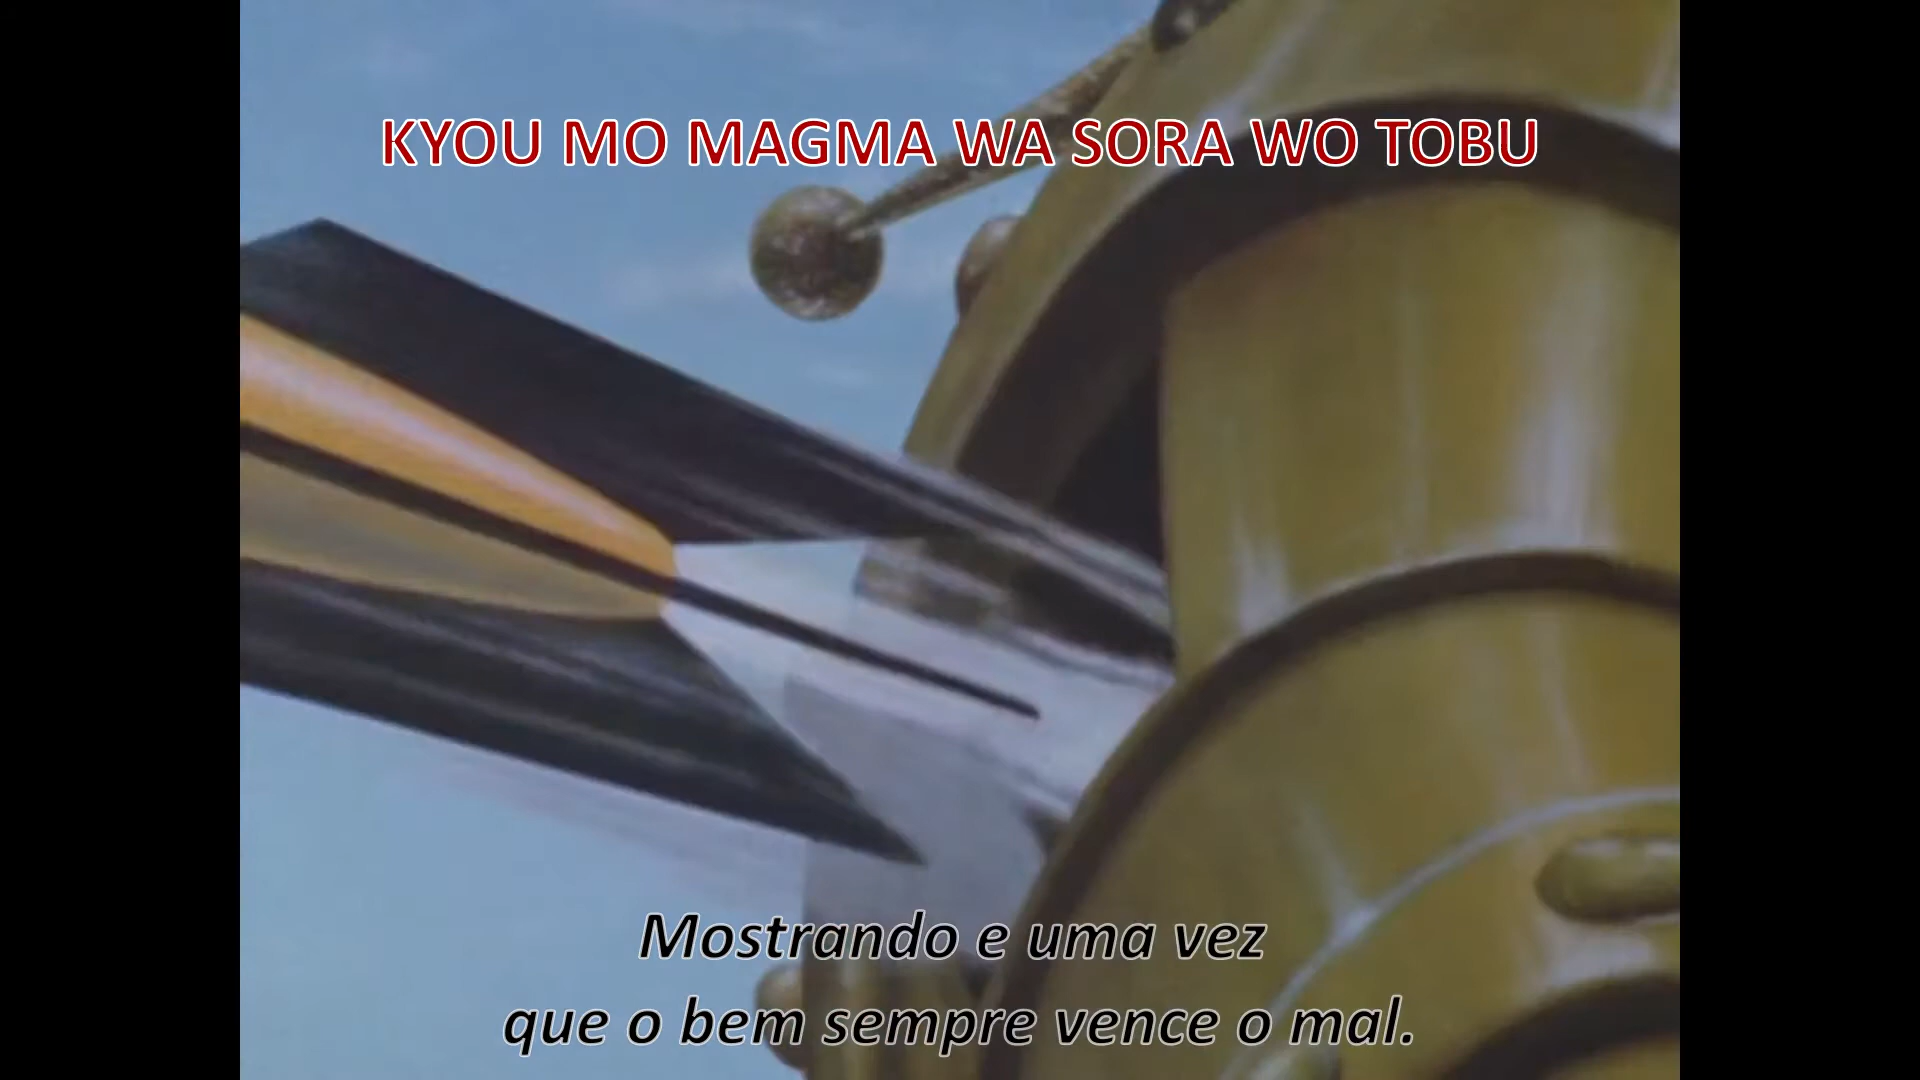 KYOU MO MAGMA WA SORA WO TOBU
Mostrando e uma vez
que o bem sempre vence o mal.